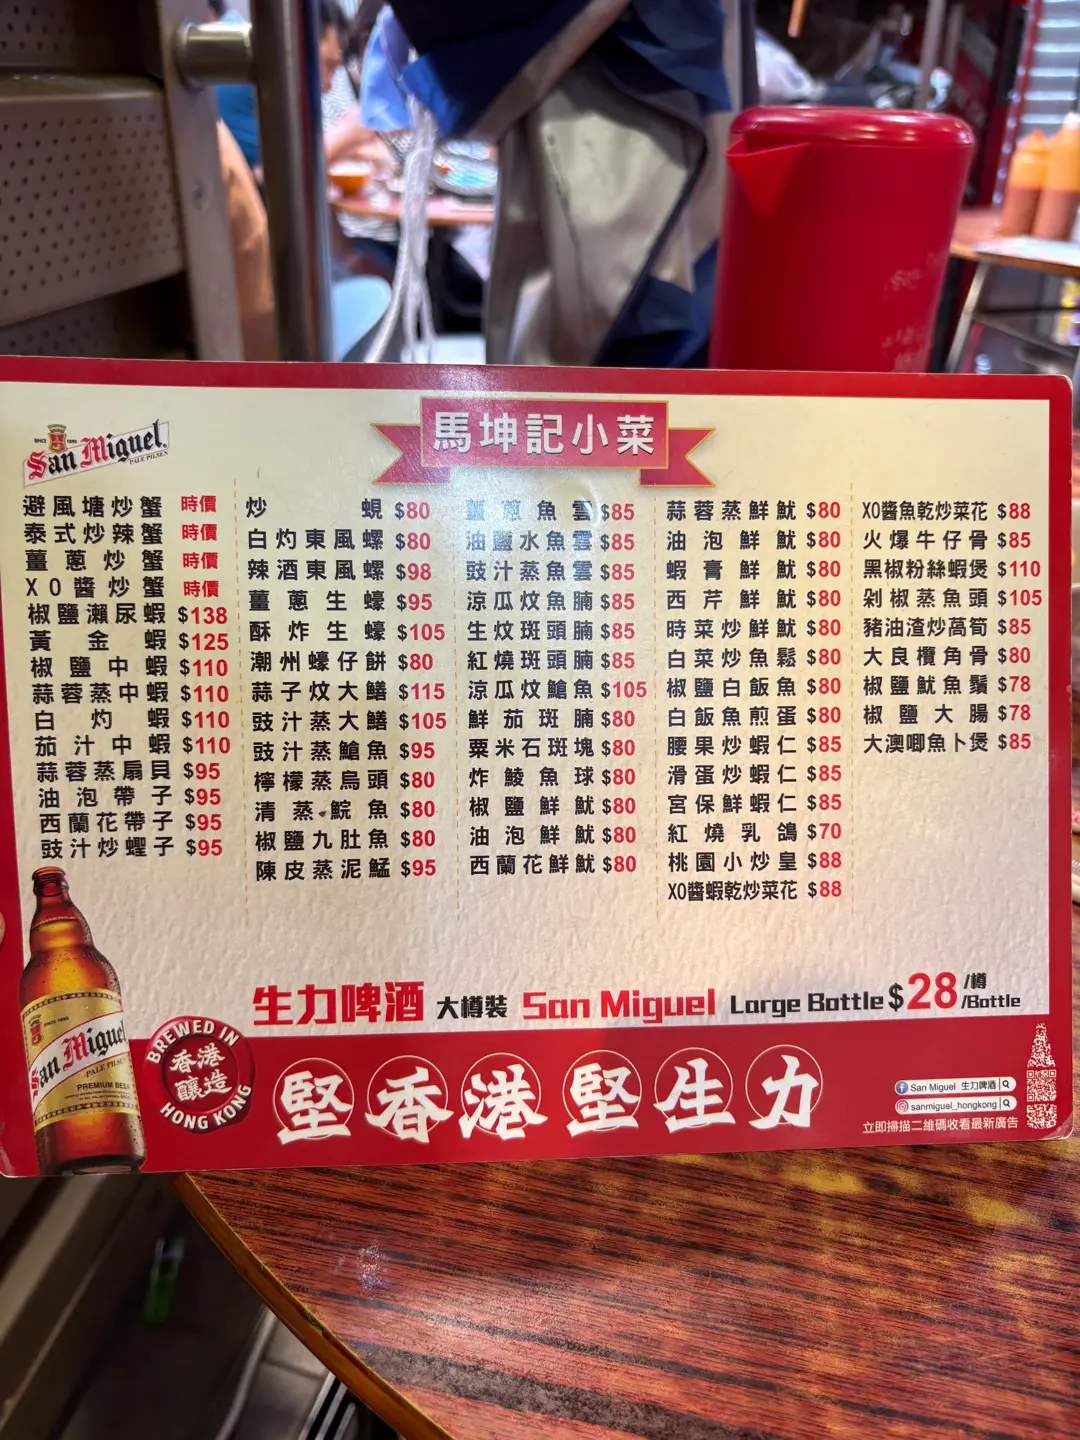 馬坤記小菜
SINCE 1890
San Miguel
PALE PILSEN
避風塘炒蟹 時價
泰式炒辣蟹 時價
薑蔥炒蟹 時價
XO醬炒蟹 時價
椒鹽瀨尿蝦 $138
黃金蝦 $125
椒鹽中蝦 $110
蒜蓉蒸中蝦 $110
白灼蝦 $110
茄汁中蝦 $110
蒜蓉蒸扇貝 $95
油泡帶子 $95
西蘭花帶子 $95
豉汁炒蟶子 $95
炒蜆 $80
白灼東風螺 $80
辣酒東風螺 $98
薑蔥生蠔 $95
酥炸生蠔 $105
潮州蠔仔餅 $80
蒜子炆大鱔 $115
豉汁蒸大鱔 $105
豉汁蒸鯧魚 $95
檸檬蒸烏頭 $80
清蒸鯇魚 $80
椒鹽九肚魚 $80
陳皮蒸泥鯭 $95
薑蔥魚雲 $85
油鹽水魚雲 $85
豉汁蒸魚雲 $85
涼瓜炆魚腩 $85
生炆斑頭腩 $85
紅燒斑頭腩 $85
涼瓜炆鯧魚 $105
鮮茄斑腩 $80
粟米石斑塊 $80
炸鯪魚球 $80
椒鹽鮮魷 $80
油泡鮮魷 $80
西蘭花鮮魷 $80
蒜蓉蒸鮮魷 $80
油泡鮮魷 $80
蝦膏鮮魷 $80
西芹鮮魷 $80
時菜炒鮮魷 $80
白菜炒魚鬆 $80
椒鹽白飯魚 $80
白飯魚煎蛋 $80
腰果炒蝦仁 $85
滑蛋炒蝦仁 $85
宮保鮮蝦仁 $85
紅燒乳鴿 $70
桃園小炒皇 $88
XO醬蝦乾炒菜花 $88
XO醬魚乾炒菜花 $88
火爆牛仔骨 $85
黑椒粉絲蝦煲 $110
剁椒蒸魚頭 $105
豬油渣炒萵筍 $85
大良欖角骨 $80
椒鹽魷魚鬚 $78
椒鹽大腸 $78
大澳唧魚卜煲 $85
生力啤酒 大樽裝 San Miguel Large Bottle $28 /樽 /Bottle
San Miguel
PALE PILSEN
PREMIUM BEER
BREWED IN
香港
釀造
HONG KONG
堅香港堅生力
San Miguel 生力啤酒
sanmiguel_hongkong
立即掃描二維碼收看最新廣告